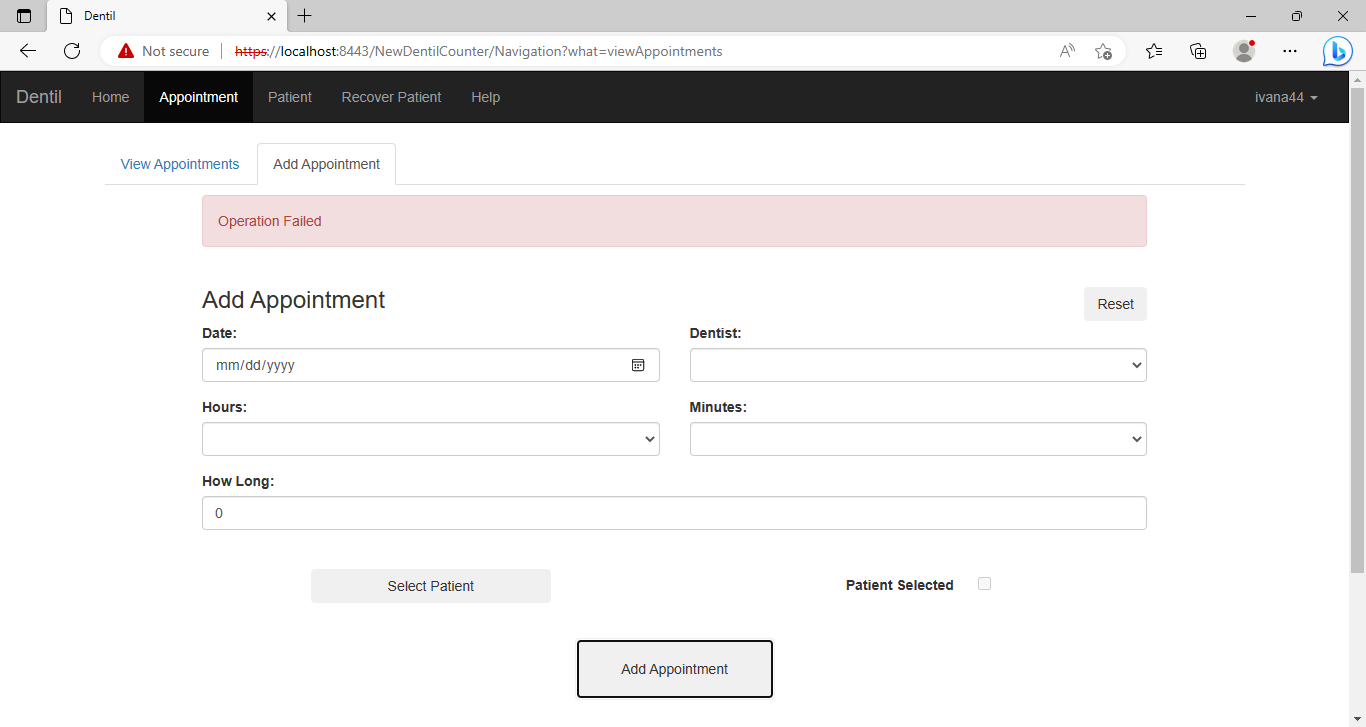 Dentil
Not secure https://localhost:8443/NewDentilCounter/Navigation?what=viewAppointments
Dentil Home Appointment Patient Recover Patient Help ivana44
View Appointments Add Appointment
Operation Failed
Add Appointment
Reset
Date: Dentist:
mm/dd/yyyy
Hours: Minutes:
How Long:
0
Select Patient Patient Selected
Add Appointment